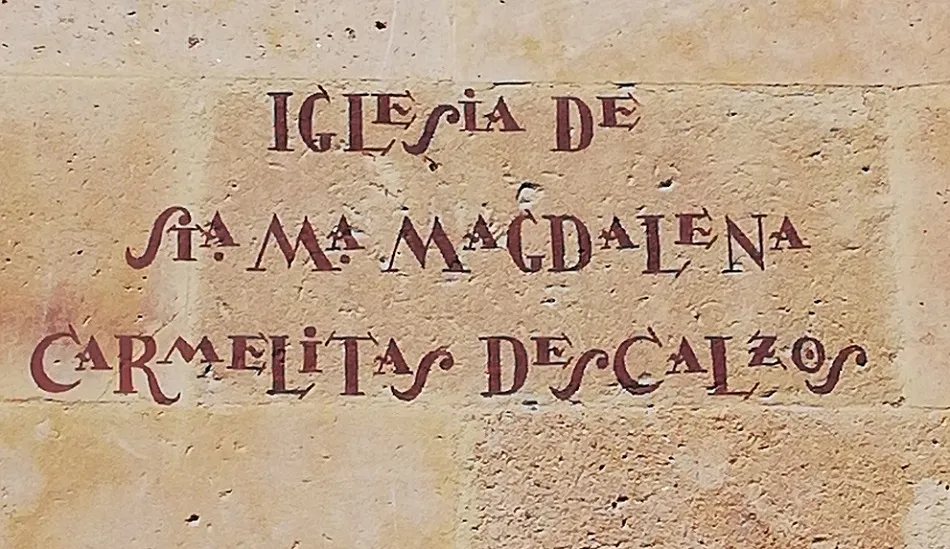 IGLESiA DE
STA. MA. MAGDALENA
CARMELiTAS DESCALZOS